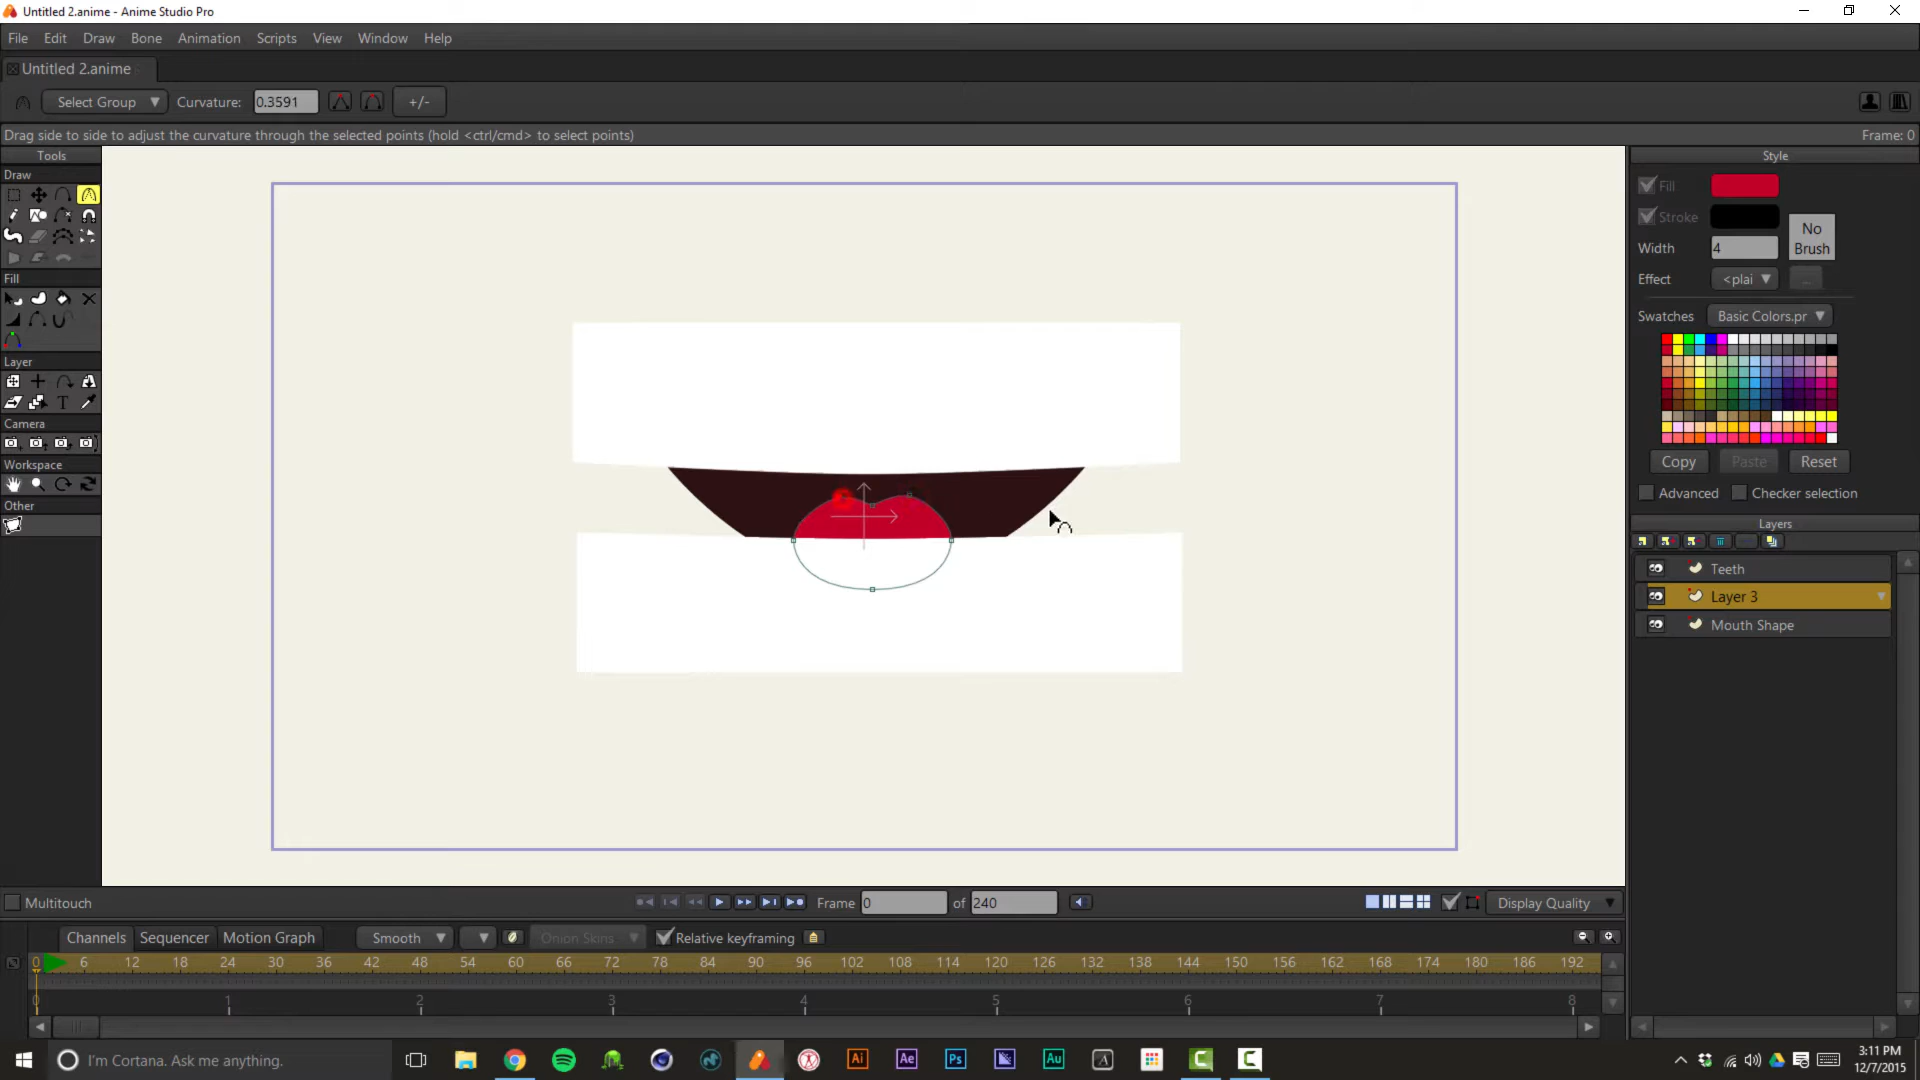 Untitled 2.anime - Anime Studio Pro
File Edit Draw Bone Animation Scripts View Window Help
Untitled 2.anime
Select Group Curvature: 0.3591 +/-
Drag side to side to adjust the curvature through the selected points (hold <ctrl/cmd> to select points) Frame: 0
Tools
Draw
Fill
Layer
T
Camera
Workspace
Other
Style
Fill
Stroke
Width 4
No
Brush
Effect <plai ...
Swatches Basic Colors.pr
Copy Paste Reset
Advanced Checker selection
Layers
Teeth
Layer 3
Mouth Shape
Multitouch Frame 0 of 240 Display Quality
Channels Sequencer Motion Graph Smooth Onion Skins Relative keyframing
0 6 12 18 24 30 36 42 48 54 60 66 72 78 84 90 96 102 108 114 120 126 132 138 144 150 156 162 168 174 180 186 192
0 1 2 3 4 5 6 7 8
I'm Cortana. Ask me anything. Ai Ae Ps Au A C C
3:11 PM
12/7/2015